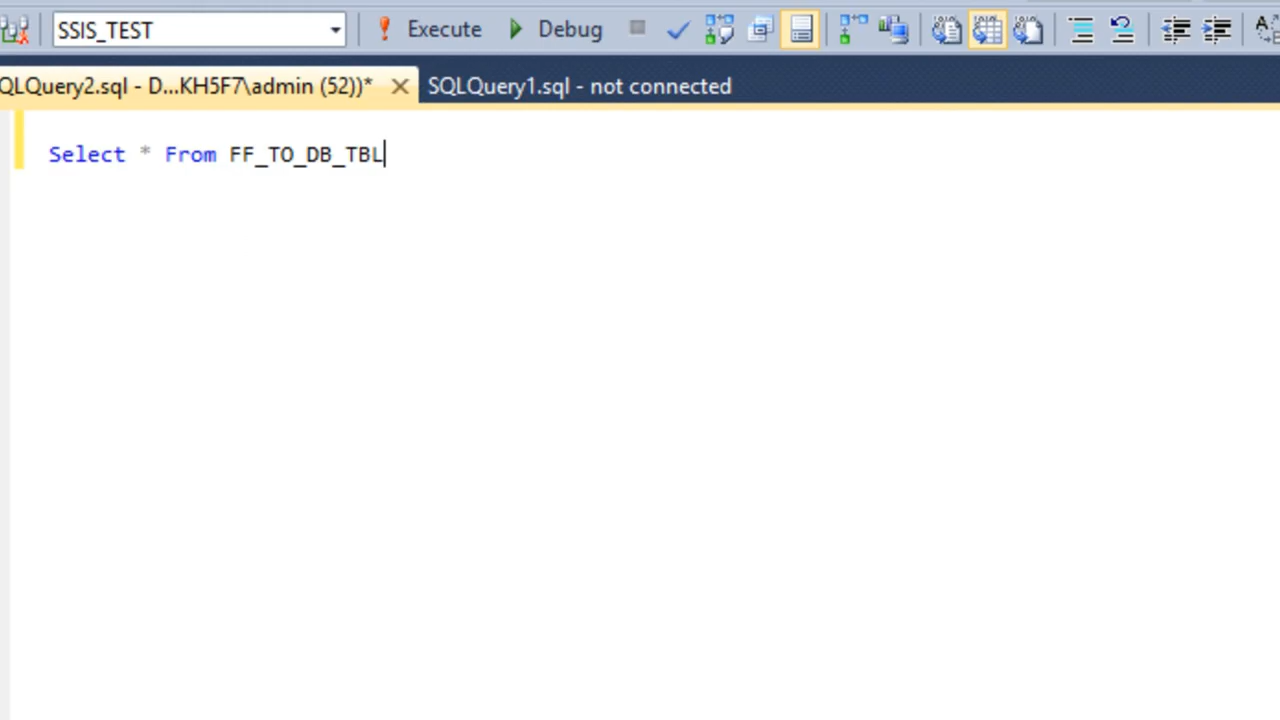 SSIS_TEST Execute Debug
QLQuery2.sql - D...KH5F7\admin (52))* SQLQuery1.sql - not connected
Select * From FF_TO_DB_TBL